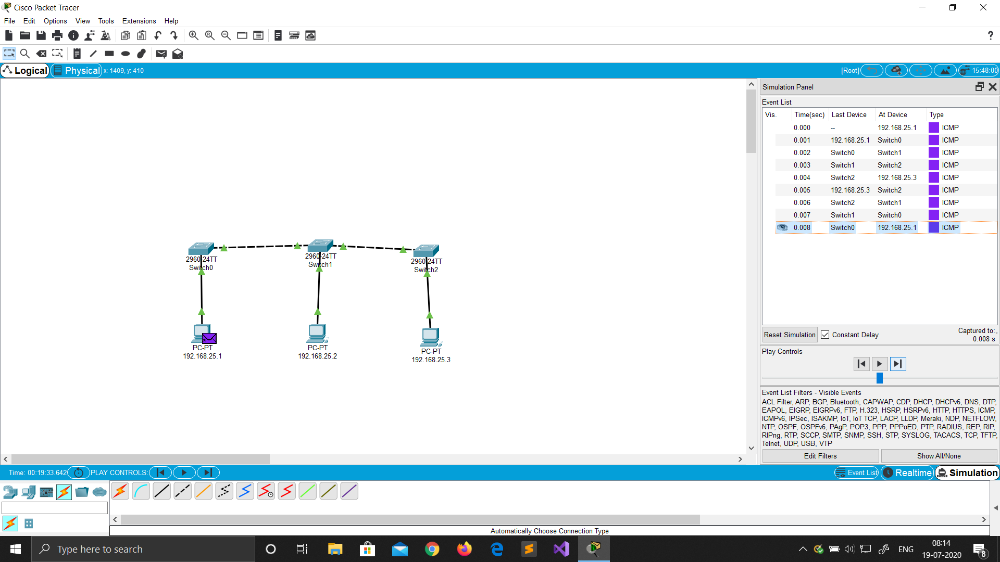 Cisco Packet Tracer
File Edit Options View Tools Extensions Help
Logical Physical x: 1409, y: 410 [Root] 15:48:00
Simulation Panel
Event List
Vis. Time(sec) Last Device At Device Type
0.000 -- 192.168.25.1 ICMP
0.001 192.168.25.1 Switch0 ICMP
0.002 Switch0 Switch1 ICMP
0.003 Switch1 Switch2 ICMP
0.004 Switch2 192.168.25.3 ICMP
0.005 192.168.25.3 Switch2 ICMP
0.006 Switch2 Switch1 ICMP
0.007 Switch1 Switch0 ICMP
0.008 Switch0 192.168.25.1 ICMP
2960-24TT
Switch0
2960-24TT
Switch1
2960-24TT
Switch2
PC-PT
192.168.25.1
PC-PT
192.168.25.2
PC-PT
192.168.25.3
Reset Simulation Constant Delay Captured to:
0.008 s
Play Controls
Event List Filters - Visible Events
ACL Filter, ARP, BGP, Bluetooth, CAPWAP, CDP, DHCP, DHCPv6, DNS, DTP,
EAPOL, EIGRP, EIGRPv6, FTP, H.323, HSRP, HSRPv6, HTTP, HTTPS, ICMP,
ICMPv6, IPSec, ISAKMP, IoT, IoT TCP, LACP, LLDP, Meraki, NDP, NETFLOW,
NTP, OSPF, OSPFv6, PAgP, POP3, PPP, PPPoED, PTP, RADIUS, REP, RIP,
RIPng, RTP, SCCP, SMTP, SNMP, SSH, STP, SYSLOG, TACACS, TCP, TFTP,
Telnet, UDP, USB, VTP
Edit Filters Show All/None
Time: 00:19:33.642 PLAY CONTROLS: Event List Realtime Simulation
Automatically Choose Connection Type
Type here to search
ENG
08:14
19-07-2020
8